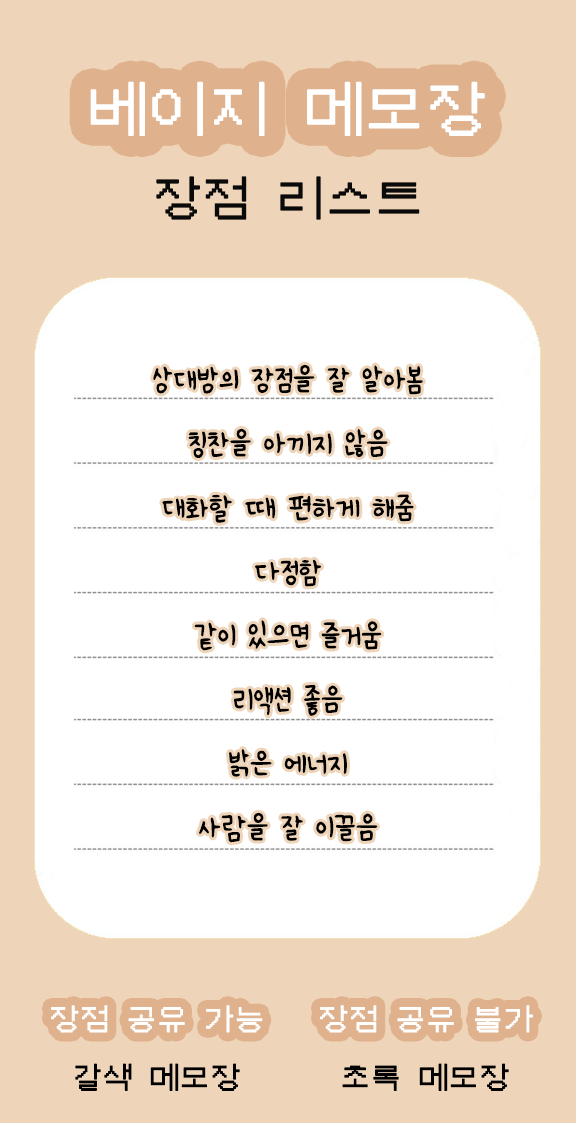 베이지 메모장
장점 리스트
상대방의 장점을 잘 알아봄
칭찬을 아끼지 않음
대화할 때 편하게 해줌
다정함
같이 있으면 즐거움
리액션 좋음
밝은 에너지
사람을 잘 이끌음
장점 공유 가능 장점 공유 불가
갈색 메모장 초록 메모장